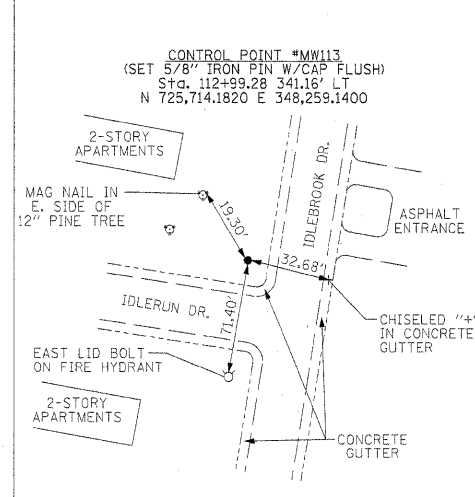 CONTROL POINT #MW113
(SET 5/8" IRON PIN W/CAP FLUSH)
Sta. 112+99.28 341.16' LT
N 725,714.1820 E 348,259.1400
2-STORY
APARTMENTS
MAG NAIL IN
E. SIDE OF
12" PINE TREE
19.30'
IDLEBROOK DR.
ASPHALT
ENTRANCE
32.68'
IDLERUN DR.
71.40'
CHISELED "+"
IN CONCRETE
GUTTER
EAST LID BOLT
ON FIRE HYDRANT
2-STORY
APARTMENTS
CONCRETE
GUTTER